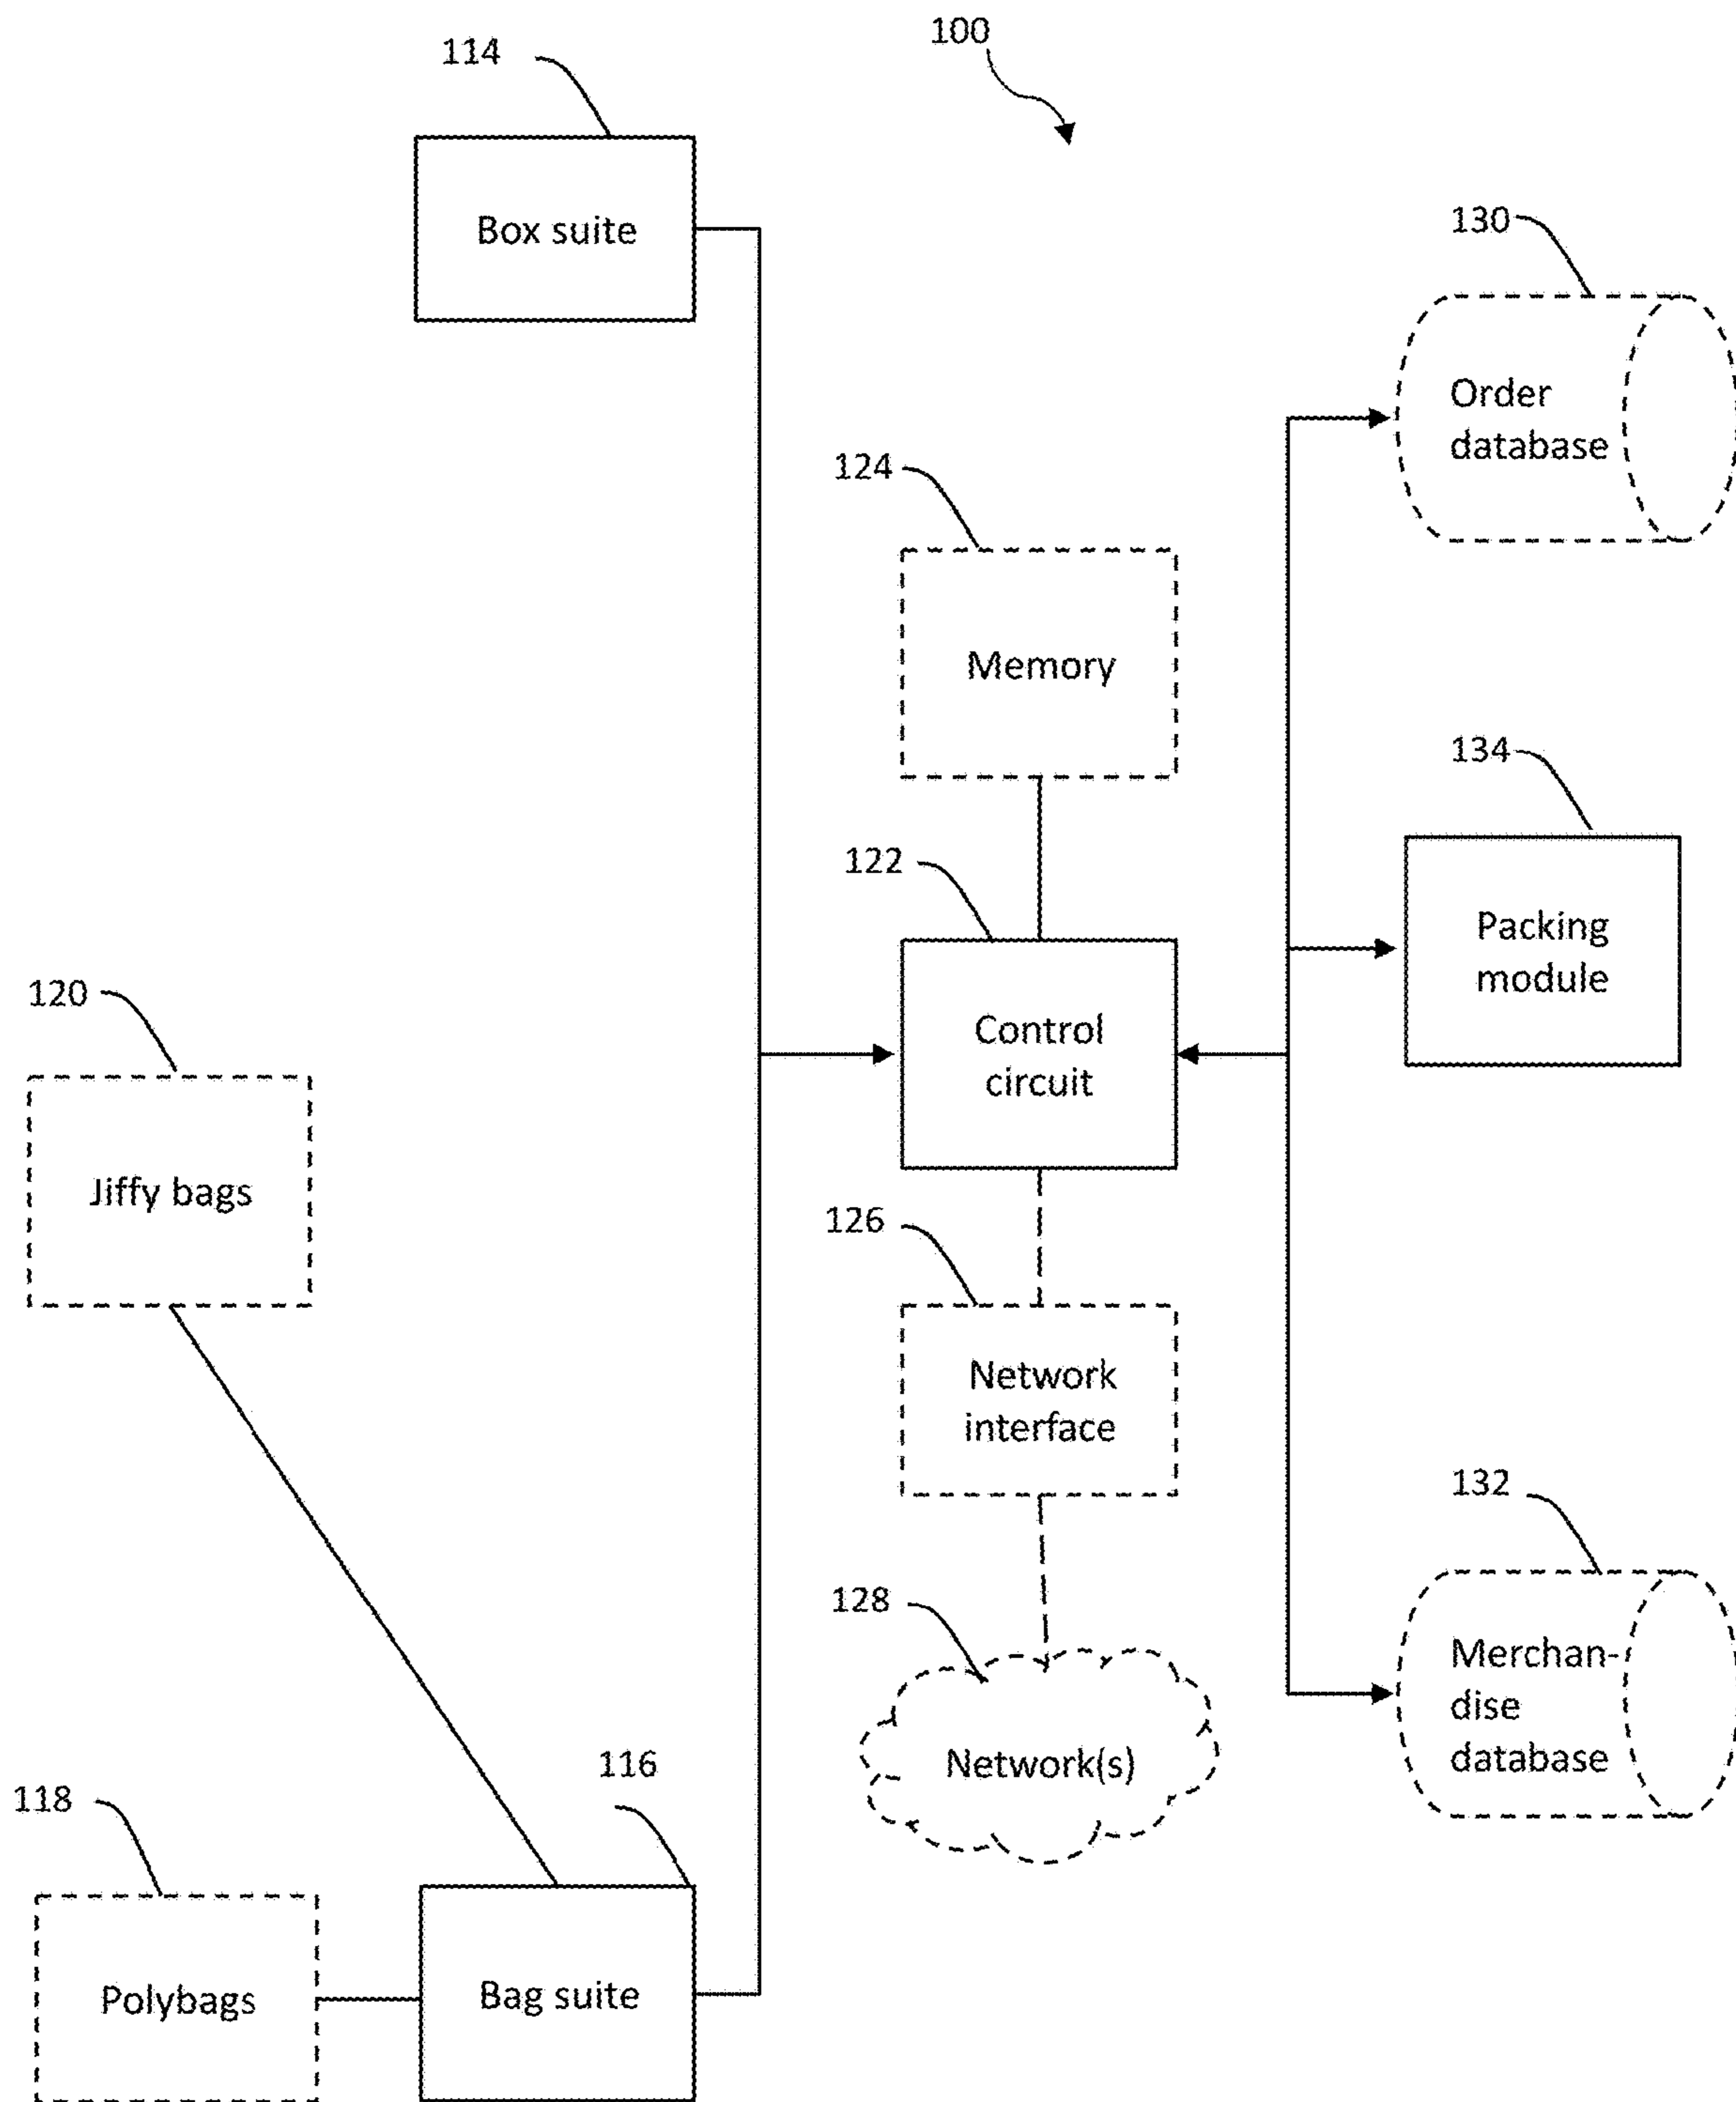 100
114
Box suite
130
Order
database
124
Memory
134
Packing
module
122
Control
circuit
120
Jiffy bags
126
Network
interface
132
Merchan-
dise
database
128
Network(s)
116
Bag suite
118
Polybags